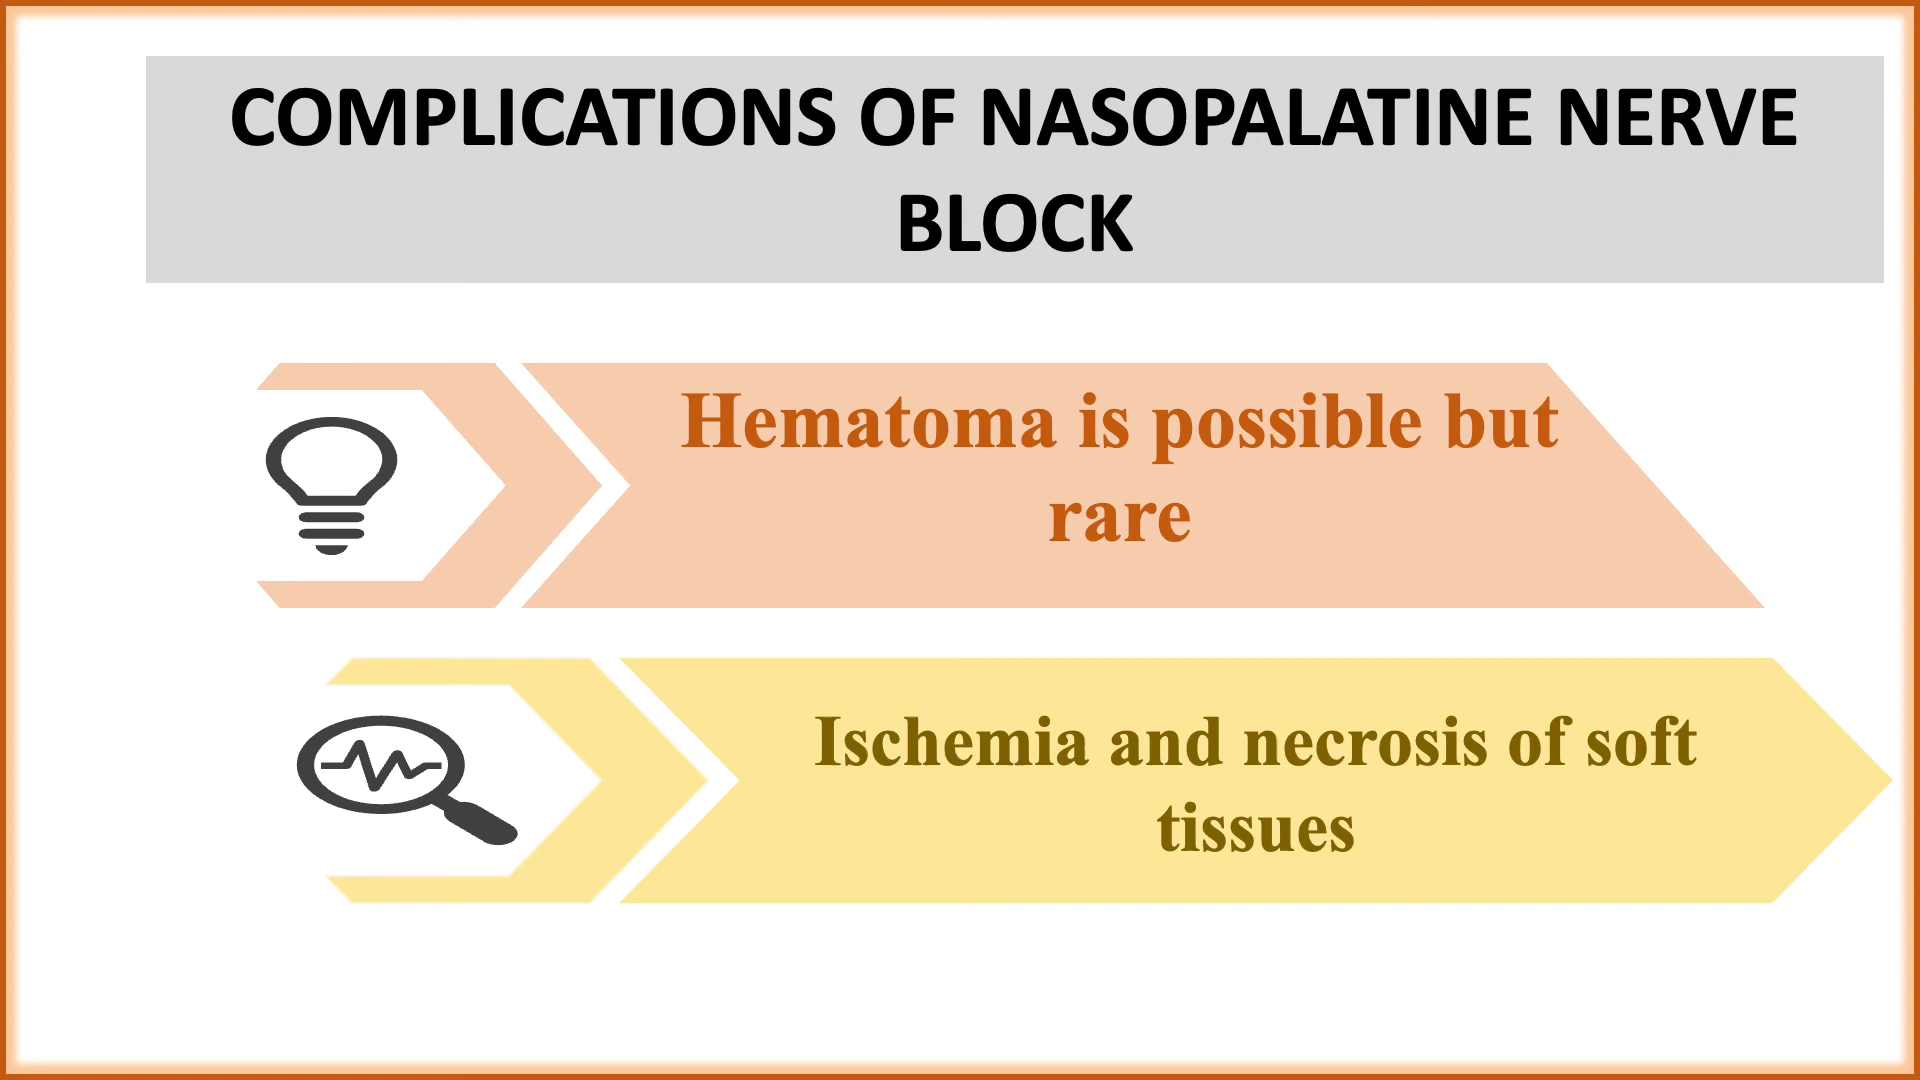 COMPLICATIONS OF NASOPALATINE NERVE
BLOCK
Hematoma is possible but
rare
Ischemia and necrosis of soft
tissues